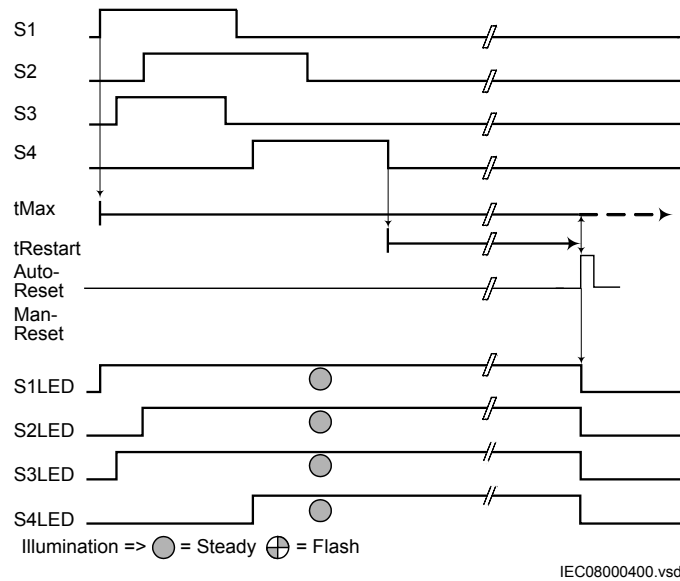 S1
S2
S3
S4
tMax
tRestart
Auto-
Reset
Man-
Reset
S1LED
S2LED
S3LED
S4LED
Illumination => = Steady = Flash
IEC08000400.vsd